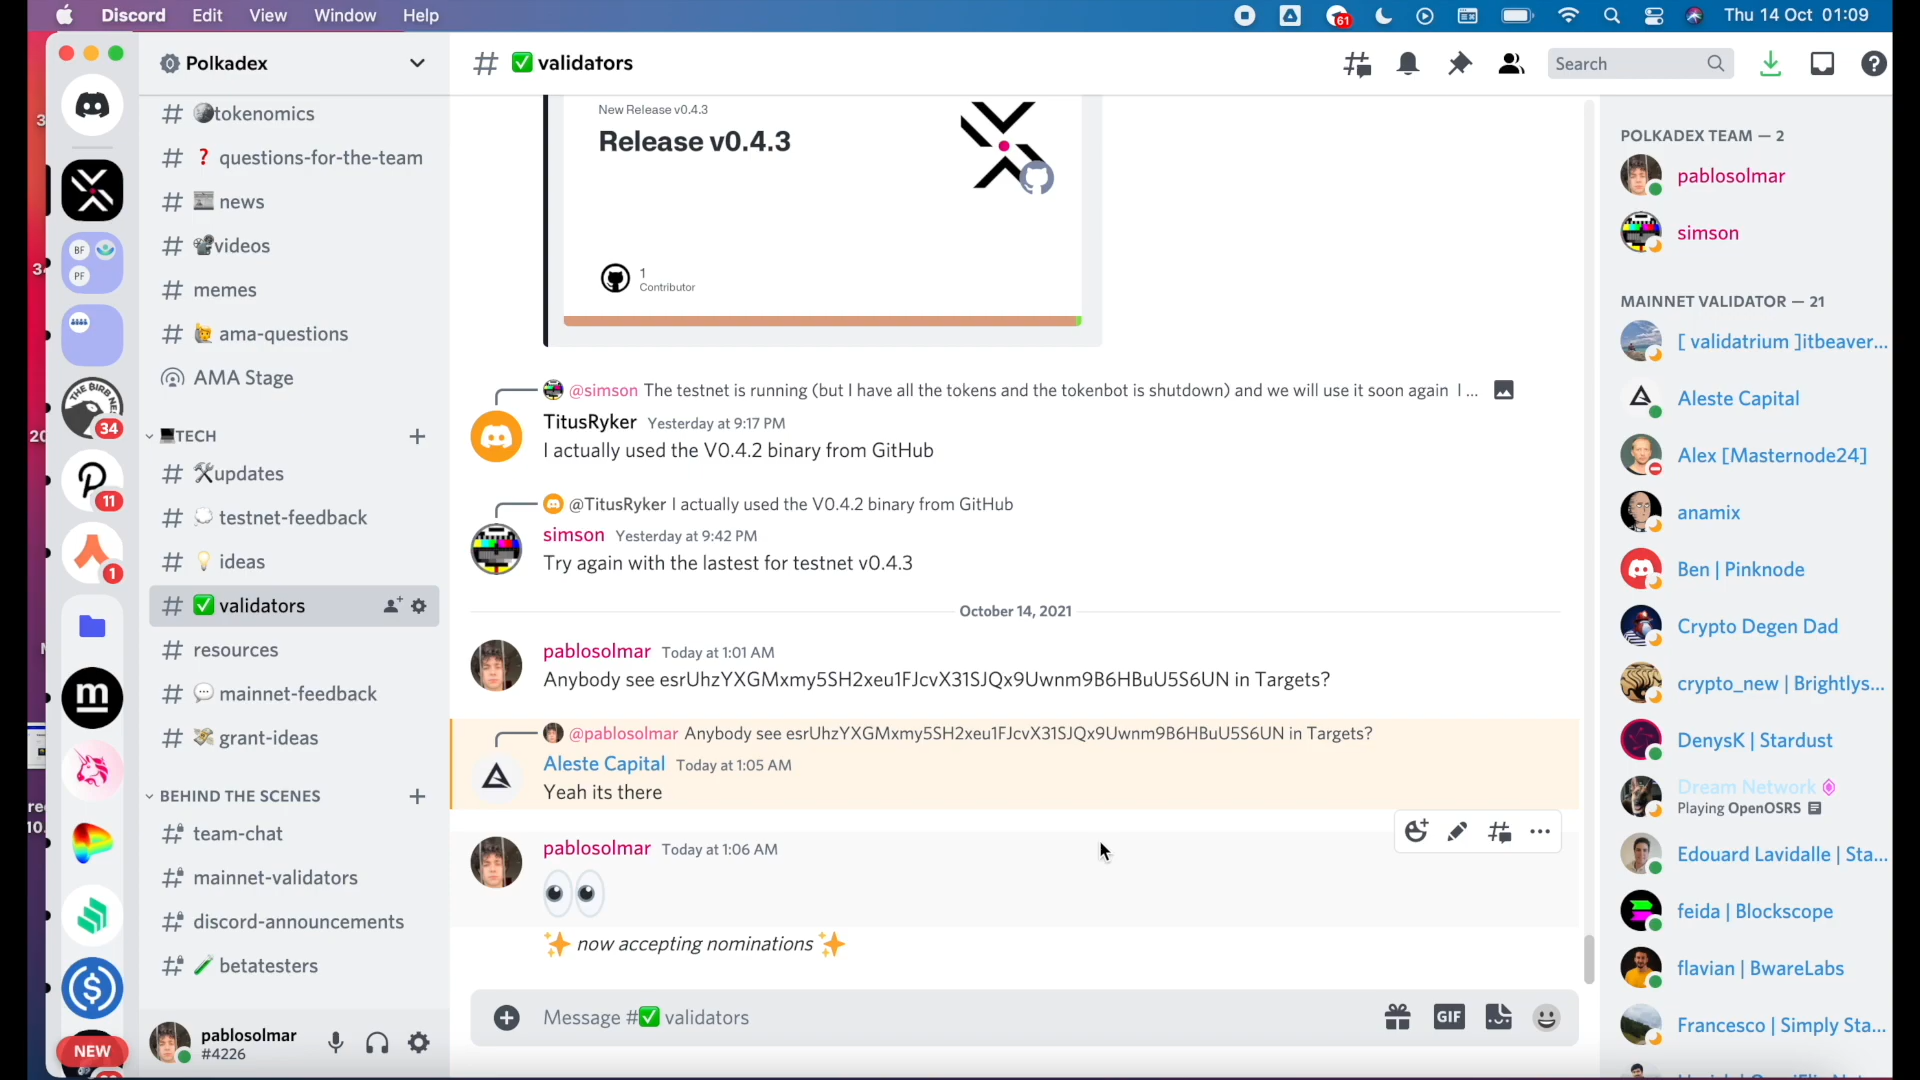 Discord Edit View Window Help
61
Thu 14 Oct 01:09
Polkadex
# ✅ validators
Search
# tokenomics
# ❓ questions-for-the-team
# news
# videos
# memes
# ama-questions
AMA Stage
TECH
# updates
# testnet-feedback
# ideas
# ✅ validators
# resources
# mainnet-feedback
# grant-ideas
BEHIND THE SCENES
# team-chat
# mainnet-validators
# discord-announcements
# betatesters
pablosolmar
#4226
BF
PF
THE BIRB NE
34
11
1
NEW
New Release v0.4.3
Release v0.4.3
1
Contributor
@simson The testnet is running (but I have all the tokens and the tokenbot is shutdown) and we will use it soon again I ...
TitusRyker Yesterday at 9:17 PM
I actually used the V0.4.2 binary from GitHub
@TitusRyker I actually used the V0.4.2 binary from GitHub
simson Yesterday at 9:42 PM
Try again with the lastest for testnet v0.4.3
October 14, 2021
pablosolmar Today at 1:01 AM
Anybody see esrUhzYXGMxmy5SH2xeu1FJcvX31SJQx9Uwnm9B6HBuU5S6UN in Targets?
@pablosolmar Anybody see esrUhzYXGMxmy5SH2xeu1FJcvX31SJQx9Uwnm9B6HBuU5S6UN in Targets?
Aleste Capital Today at 1:05 AM
Yeah its there
pablosolmar Today at 1:06 AM
👀
✨ now accepting nominations ✨
Message #✅ validators
GIF
POLKADEX TEAM — 2
pablosolmar
simson
MAINNET VALIDATOR — 21
[ validatrium ]itbeaver...
Aleste Capital
Alex [Masternode24]
anamix
Ben | Pinknode
Crypto Degen Dad
crypto_new | Brightlys...
DenysK | Stardust
Dream Network
Playing OpenOSRS
Edouard Lavidalle | Sta...
feida | Blockscope
flavian | BwareLabs
Francesco | Simply Sta...